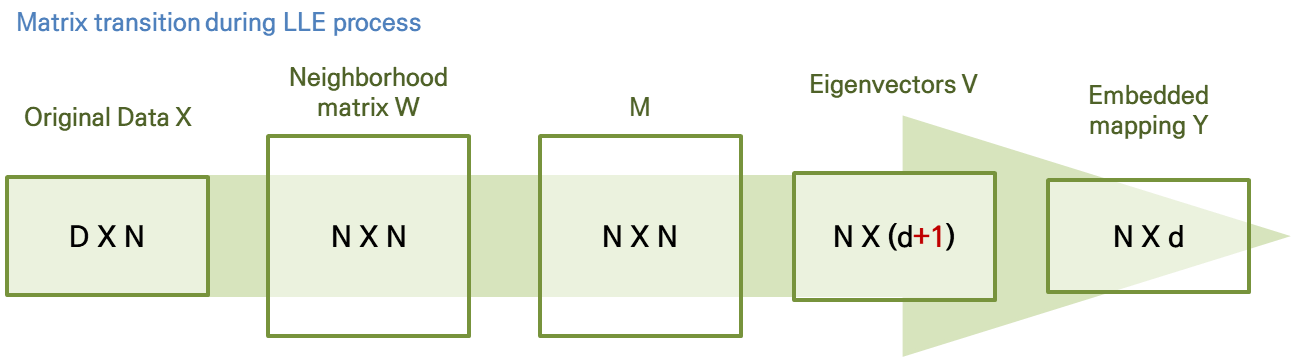 Matrix transition during LLE process
Original Data X
Neighborhood
matrix W
M
Eigenvectors V
Embedded
mapping Y
D X N
N X N
N X N
N X (d+1)
N X d